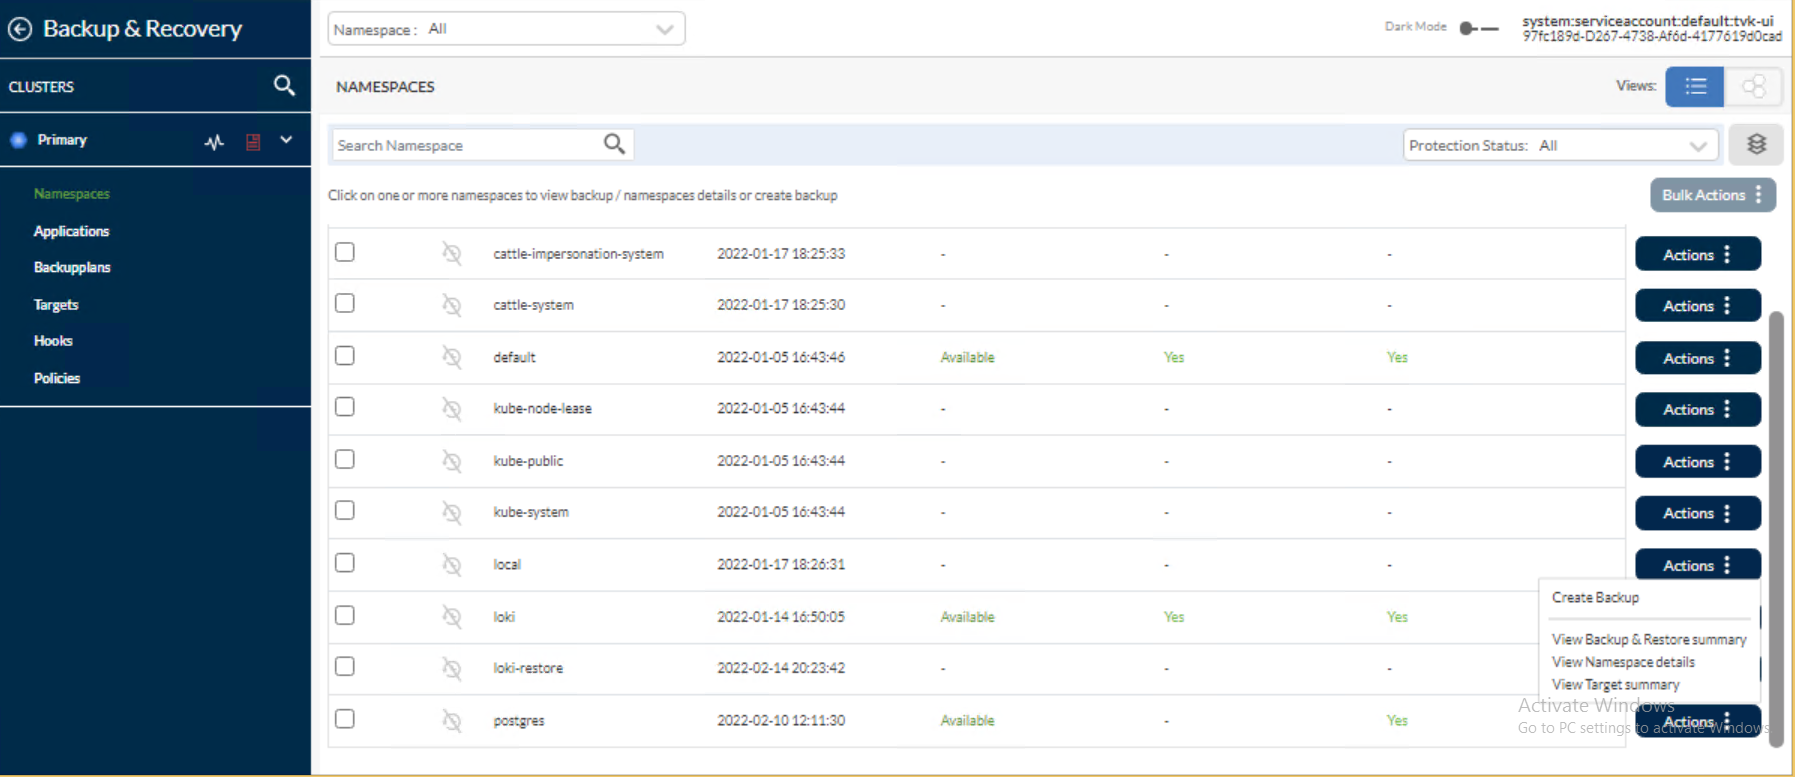 Backup & Recovery
Namespace : All
Dark Mode
system:serviceaccount:default:tvk-ui
97fc189d-D267-4738-Af6d-4177619d0cad
CLUSTERS
NAMESPACES
Views:
Primary
Search Namespace
Protection Status: All
Namespaces
Applications
Backupplans
Targets
Hooks
Policies
Click on one or more namespaces to view backup / namespaces details or create backup
Bulk Actions
cattle-impersonation-system 2022-01-17 18:25:33 - - - Actions
cattle-system 2022-01-17 18:25:30 - - - Actions
default 2022-01-05 16:43:46 Available Yes Yes Actions
kube-node-lease 2022-01-05 16:43:44 - - - Actions
kube-public 2022-01-05 16:43:44 - - - Actions
kube-system 2022-01-05 16:43:44 - - - Actions
local 2022-01-17 18:26:31 - - - Actions
loki 2022-01-14 16:50:05 Available Yes Yes
loki-restore 2022-02-14 20:23:42 - - -
postgres 2022-02-10 12:11:30 Available - Yes Actions
Create Backup
View Backup & Restore summary
View Namespace details
View Target summary
Activate Windows
Go to PC settings to activate Windows.